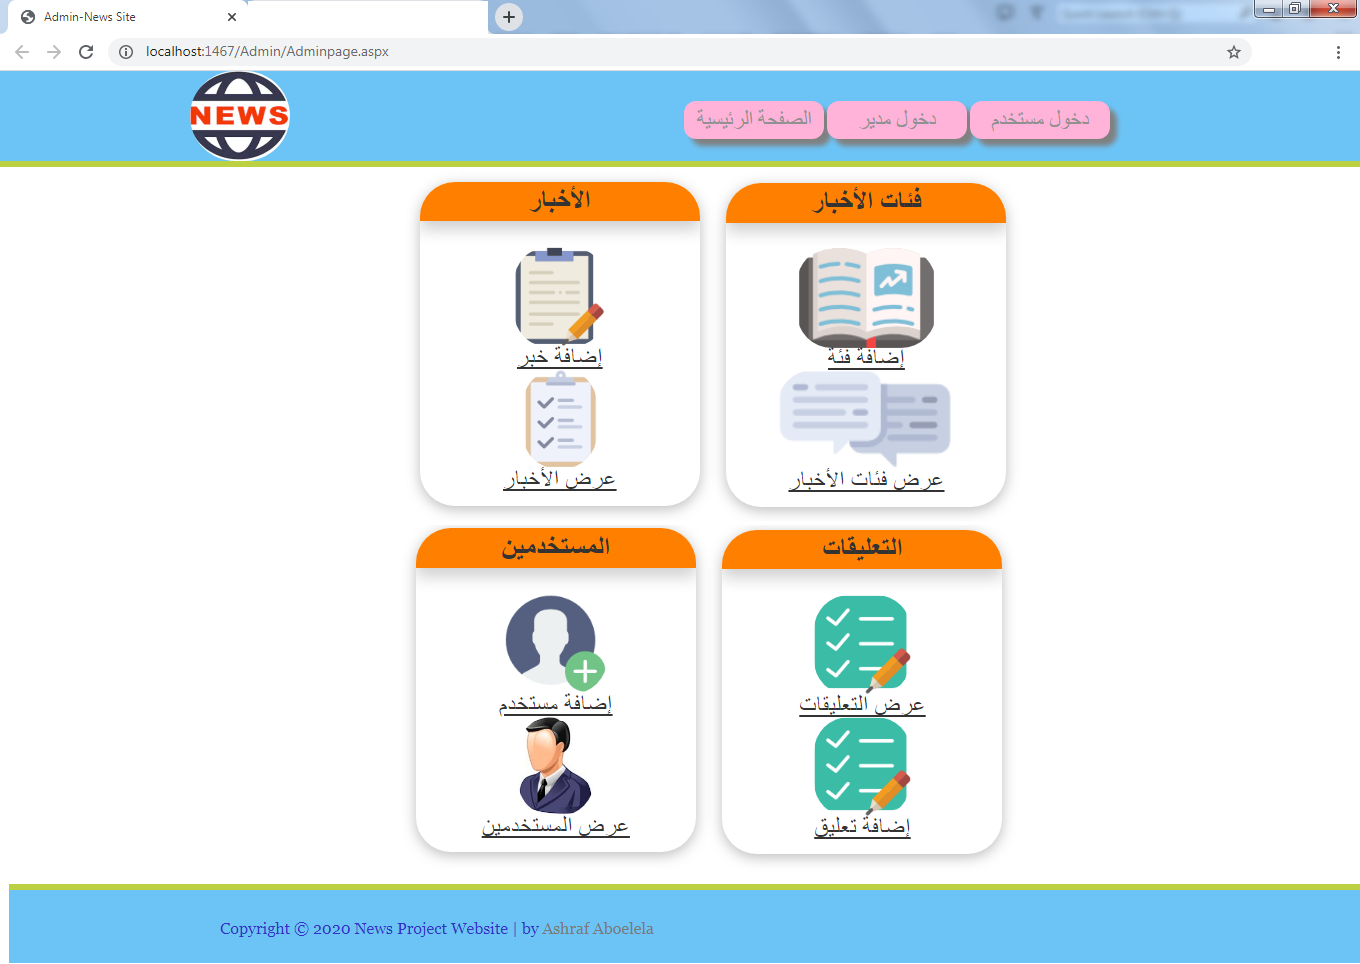 Admin-News Site
localhost:1467/Admin/Adminpage.aspx
NEWS
دخول مستخدم
دخول مدير
الصفحة الرئيسية
فئات الأخبار
إضافة فئة
عرض فئات الأخبار
الأخبار
إضافة خبر
عرض الأخبار
التعليقات
عرض التعليقات
إضافة تعليق
المستخدمين
إضافة مستخدم
عرض المستخدمين
Copyright © 2020 News Project Website | by Ashraf Aboelela